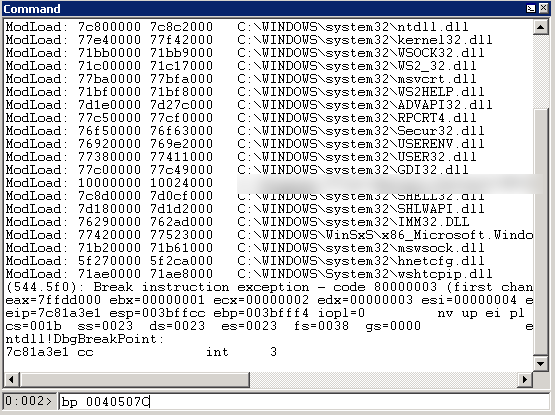 Command
ModLoad: 7c800000 7c8c2000   C:\WINDOWS\system32\ntdll.dll
ModLoad: 77e40000 77f42000   C:\WINDOWS\system32\kernel32.dll
ModLoad: 71bb0000 71bb9000   C:\WINDOWS\system32\WSOCK32.dll
ModLoad: 71c00000 71c17000   C:\WINDOWS\system32\WS2_32.dll
ModLoad: 77ba0000 77bfa000   C:\WINDOWS\system32\msvcrt.dll
ModLoad: 71bf0000 71bf8000   C:\WINDOWS\system32\WS2HELP.dll
ModLoad: 7d1e0000 7d27c000   C:\WINDOWS\system32\ADVAPI32.dll
ModLoad: 77c50000 77cf0000   C:\WINDOWS\system32\RPCRT4.dll
ModLoad: 76f50000 76f63000   C:\WINDOWS\system32\Secur32.dll
ModLoad: 76920000 769e2000   C:\WINDOWS\system32\USERENV.dll
ModLoad: 77380000 77411000   C:\WINDOWS\system32\USER32.dll
ModLoad: 77c00000 77c49000   C:\WINDOWS\system32\GDI32.dll
ModLoad: 10000000 10024000
ModLoad: 7c8d0000 7d0cf000   C:\WINDOWS\system32\SHELL32.dll
ModLoad: 7d180000 7d1d2000   C:\WINDOWS\system32\SHLWAPI.dll
ModLoad: 76290000 762ad000   C:\WINDOWS\system32\IMM32.DLL
ModLoad: 77420000 77523000   C:\WINDOWS\WinSxS\x86_Microsoft.Windo
ModLoad: 71b20000 71b61000   C:\WINDOWS\system32\mswsock.dll
ModLoad: 5f270000 5f2ca000   C:\WINDOWS\system32\hnetcfg.dll
ModLoad: 71ae0000 71ae8000   C:\WINDOWS\System32\wshtcpip.dll
(544.5f0): Break instruction exception - code 80000003 (first chan
eax=7ffdd000 ebx=00000001 ecx=00000002 edx=00000003 esi=00000004 e
eip=7c81a3e1 esp=003bffcc ebp=003bfff4 iopl=0         nv up ei pl
cs=001b  ss=0023  ds=0023  es=0023  fs=0038  gs=0000             e
ntdll!DbgBreakPoint:
7c81a3e1 cc              int     3
0:002> bp 0040507C